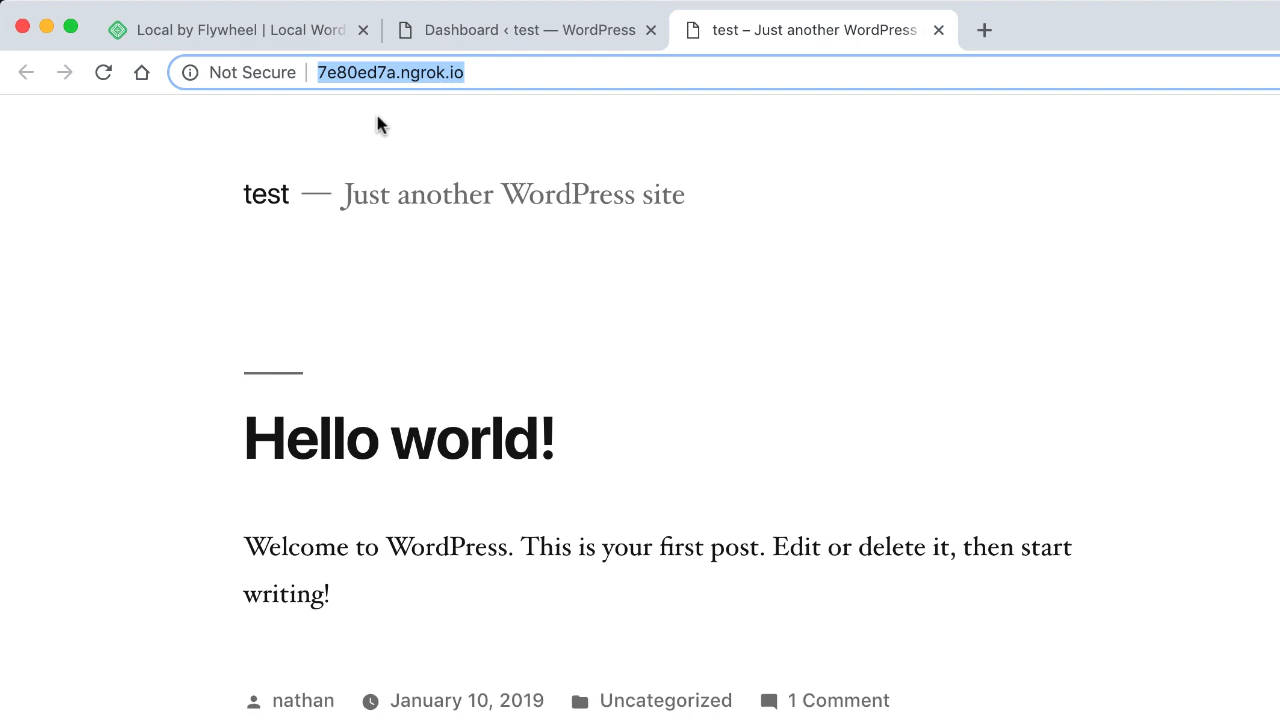 Local by Flywheel | Local Word
Dashboard ‹ test — WordPress
test – Just another WordPress
Not Secure
7e80ed7a.ngrok.io
test — Just another WordPress site
Hello world!
Welcome to WordPress. This is your first post. Edit or delete it, then start
writing!
nathan January 10, 2019 Uncategorized 1 Comment